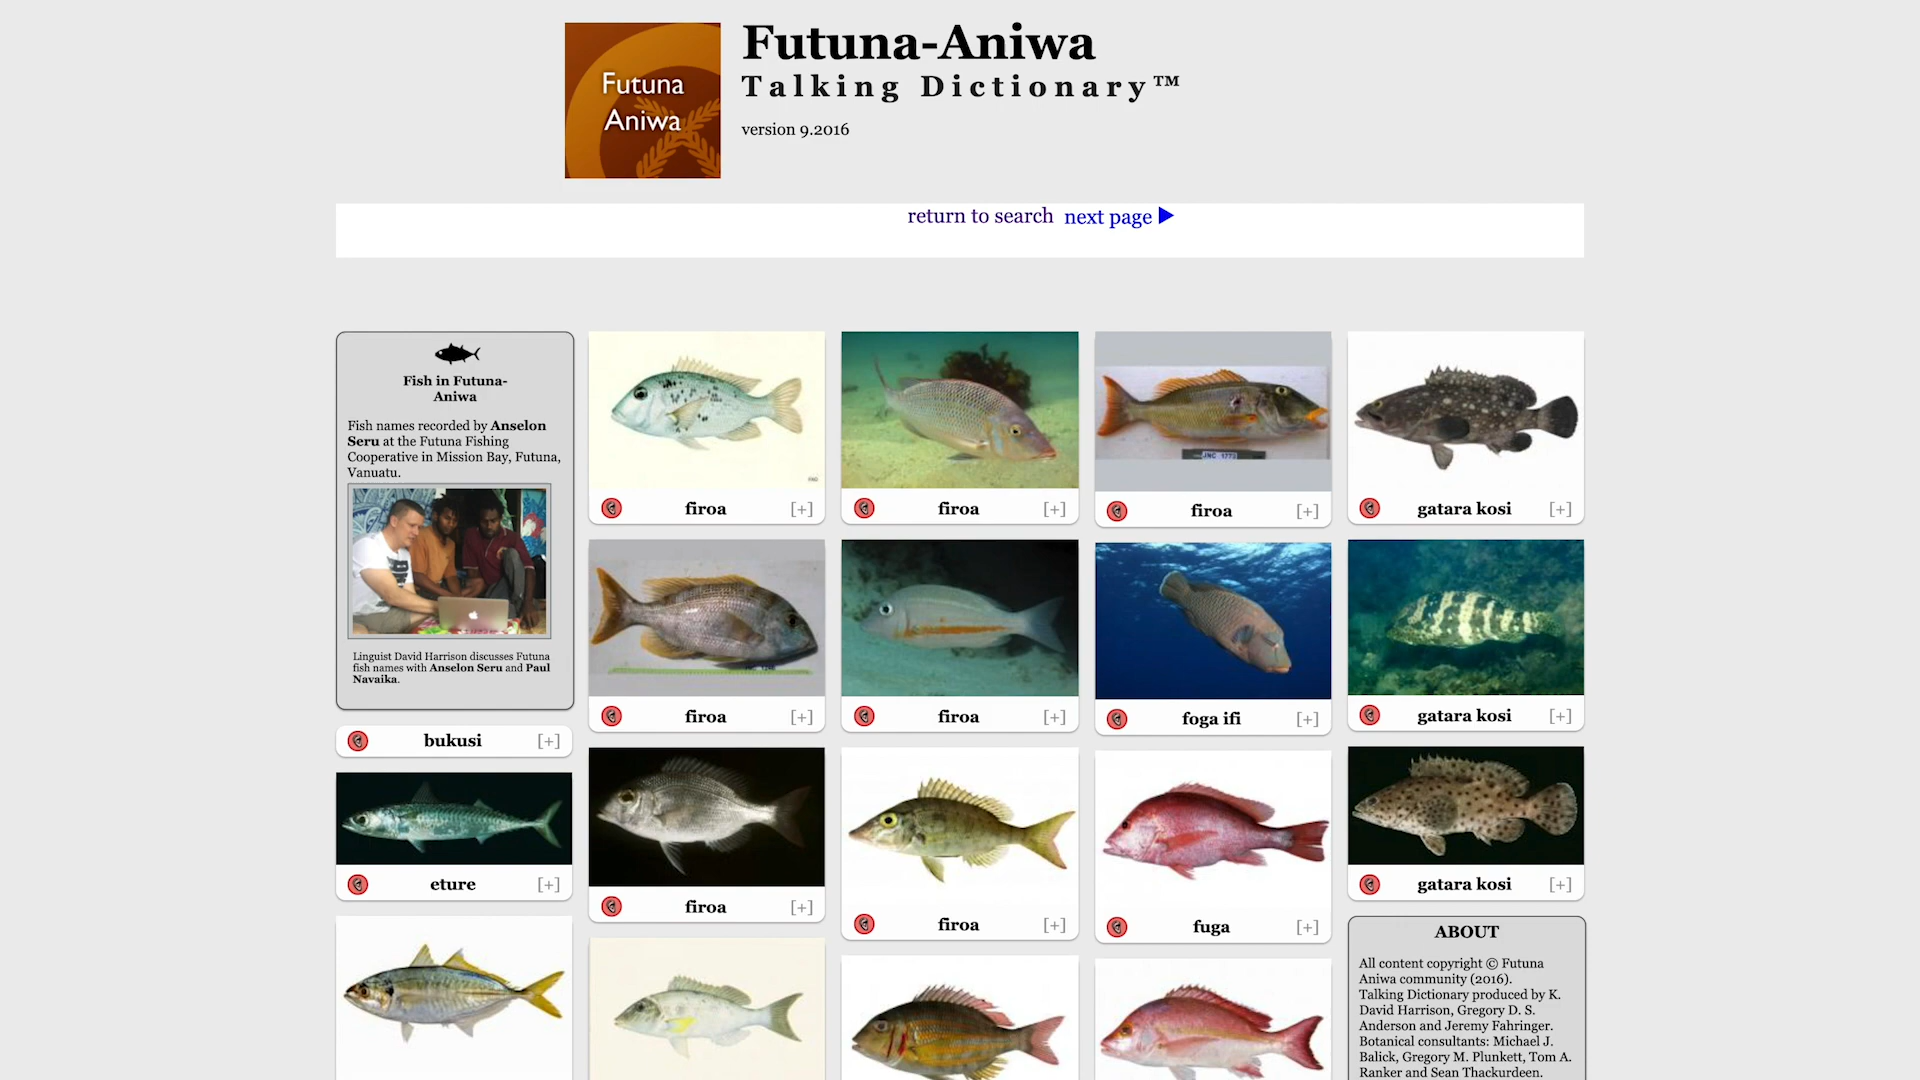 Futuna
Aniwa
Futuna-Aniwa
Talking Dictionary™
version 9.2016
return to search next page ▶
Fish in Futuna-
Aniwa
Fish names recorded by Anselon
Seru at the Futuna Fishing
Cooperative in Mission Bay, Futuna,
Vanuatu.
Linguist David Harrison discusses Futuna
fish names with Anselon Seru and Paul
Navaika.
bukusi [+]
eture [+]
FAO
firoa [+]
firoa [+]
firoa [+]
firoa [+]
firoa [+]
JNC 1773
firoa [+]
foga ifi [+]
firoa [+]
fuga [+]
gatara kosi [+]
gatara kosi [+]
gatara kosi [+]
ABOUT
All content copyright © Futuna
Aniwa community (2016).
Talking Dictionary produced by K.
David Harrison, Gregory D. S.
Anderson and Jeremy Fahringer.
Botanical consultants: Michael J.
Balick, Gregory M. Plunkett, Tom A.
Ranker and Sean Thackurdeen.